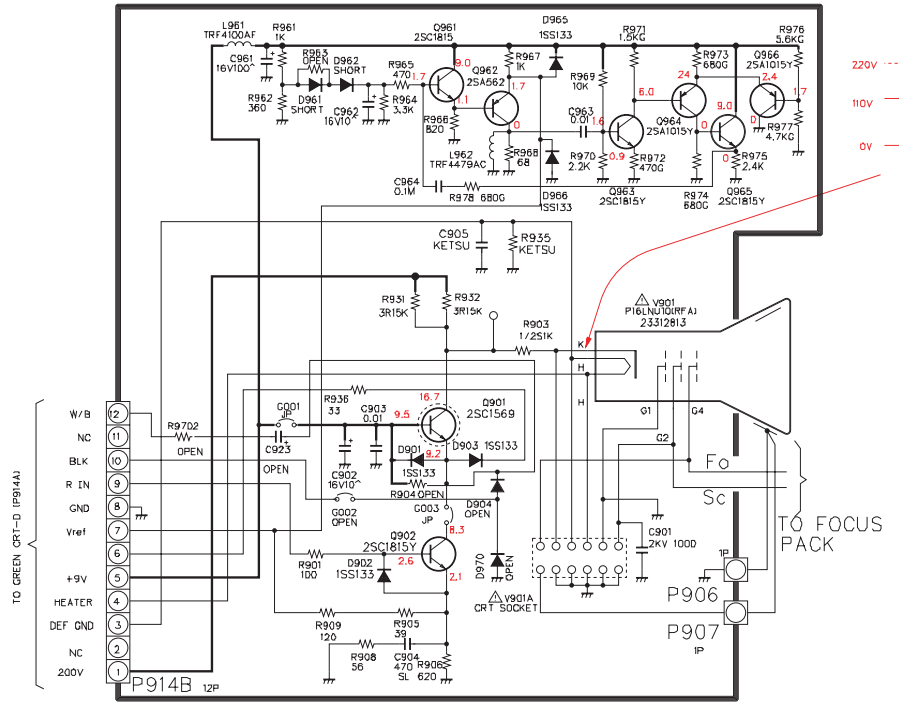 L961
TRF4100AF
R961
1K
C961
16V100^
R963
OPEN
D962
SHORT
R962
360
D961
SHORT
C962
16V10^
R965
470
R964
3.3K
1.7
Q961
2SC1815
9.0
1.1
R966
820
Q962
2SA562
1.7
0
R967
1K
D965
1SS133
L962
TRF4479AC
R968
68
C964
0.1M
R978 680G
D966
1SS133
R969
10K
C963
0.01
1.6
R970
2.2K
0.9
Q963
2SC1815Y
R971
1.5KG
6.0
R972
470G
24
Q964
2SA1015Y
0
R973
680G
R974
680G
9.0
0
Q965
2SC1815Y
R975
2.4K
Q966
2SA1015Y
2.4
0
R976
5.6KG
1.7
R977
4.7KG
220V
110V
0V
C905
KETSU
R935
KETSU
R931
3R15K
R932
3R15K
R903
1/2S1K
V901
P16LNU10(RFA)
23312813
K
H
H
G1
G2
G4
Fo
Sc
TO FOCUS
PACK
TO GREEN CRT-D (P914A)
W/B
12
NC
11
BLK
10
R IN
9
GND
8
Vref
7
6
+9V
5
HEATER
4
DEF GND
3
NC
2
200V
1
P914B
12P
R97D2
OPEN
G001
JP
C923
OPEN
R936
33
C903
0.01
C902
16V10^
G002
OPEN
9.5
16.7
Q901
2SC1569
9.2
D901
1SS133
D903 1SS133
R904 OPEN
G003
JP
D904
OPEN
D970
OPEN
8.3
Q902
2SC1815Y
2.6
2.1
R901
100
D9D2
1SS133
R909
120
R905
39
R908
56
C904
470
SL
R906
620
V901A
CRT SOCKET
C901
2KV 100D
1P
P906
P907
1P